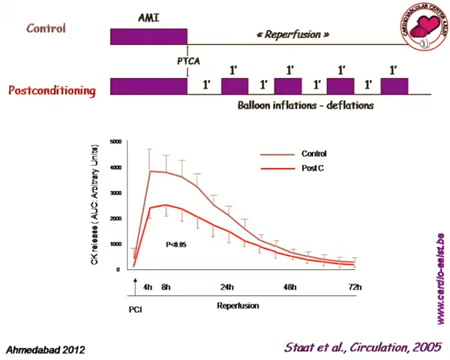 AMI
Control
« Reperfusion »
PTCA
1' 1' 1' 1'
Postconditioning
1' 1' 1' 1'
Balloon inflations - deflations
5000
Control
Post C
3000
2000
1000
0
CK release ( AUC: Arbitrary Units)
P<0.05
4h 8h 24h 48h 72h
PCI
Reperfusion
www.cardio-aalst.be
Ahmedabad 2012
Staat et al., Circulation, 2005